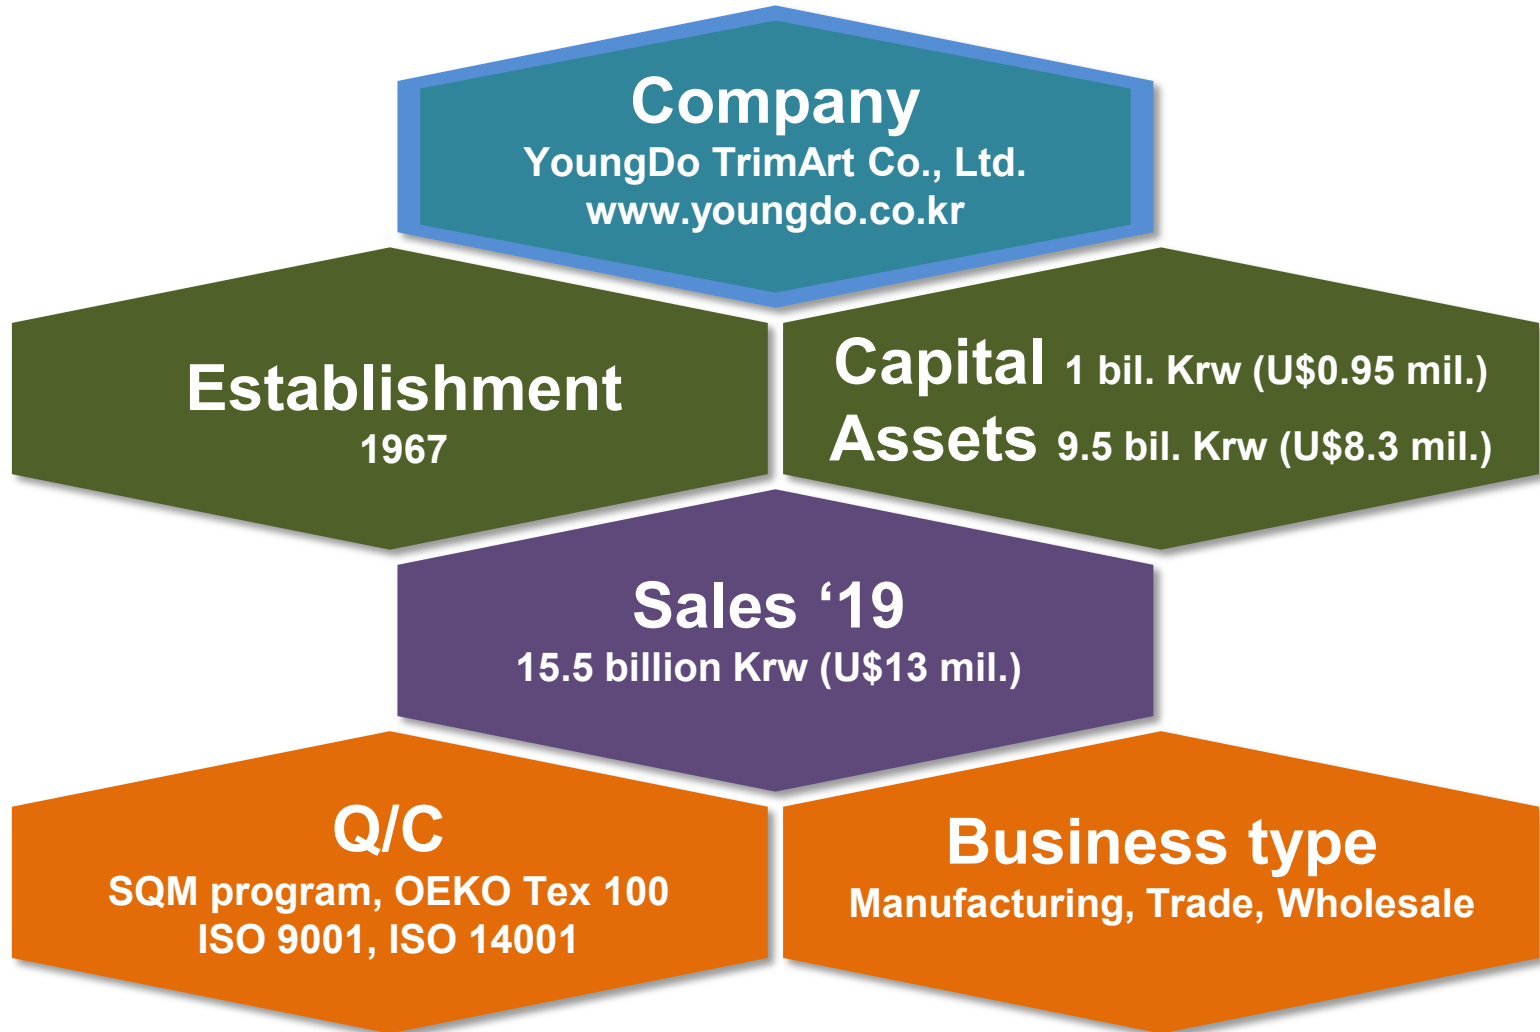 Company
YoungDo TrimArt Co., Ltd.
www.youngdo.co.kr
Establishment
1967
Capital 1 bil. Krw (U$0.95 mil.)
Assets 9.5 bil. Krw (U$8.3 mil.)
Sales ‘19
15.5 billion Krw (U$13 mil.)
Q/C
SQM program, OEKO Tex 100
ISO 9001, ISO 14001
Business type
Manufacturing, Trade, Wholesale